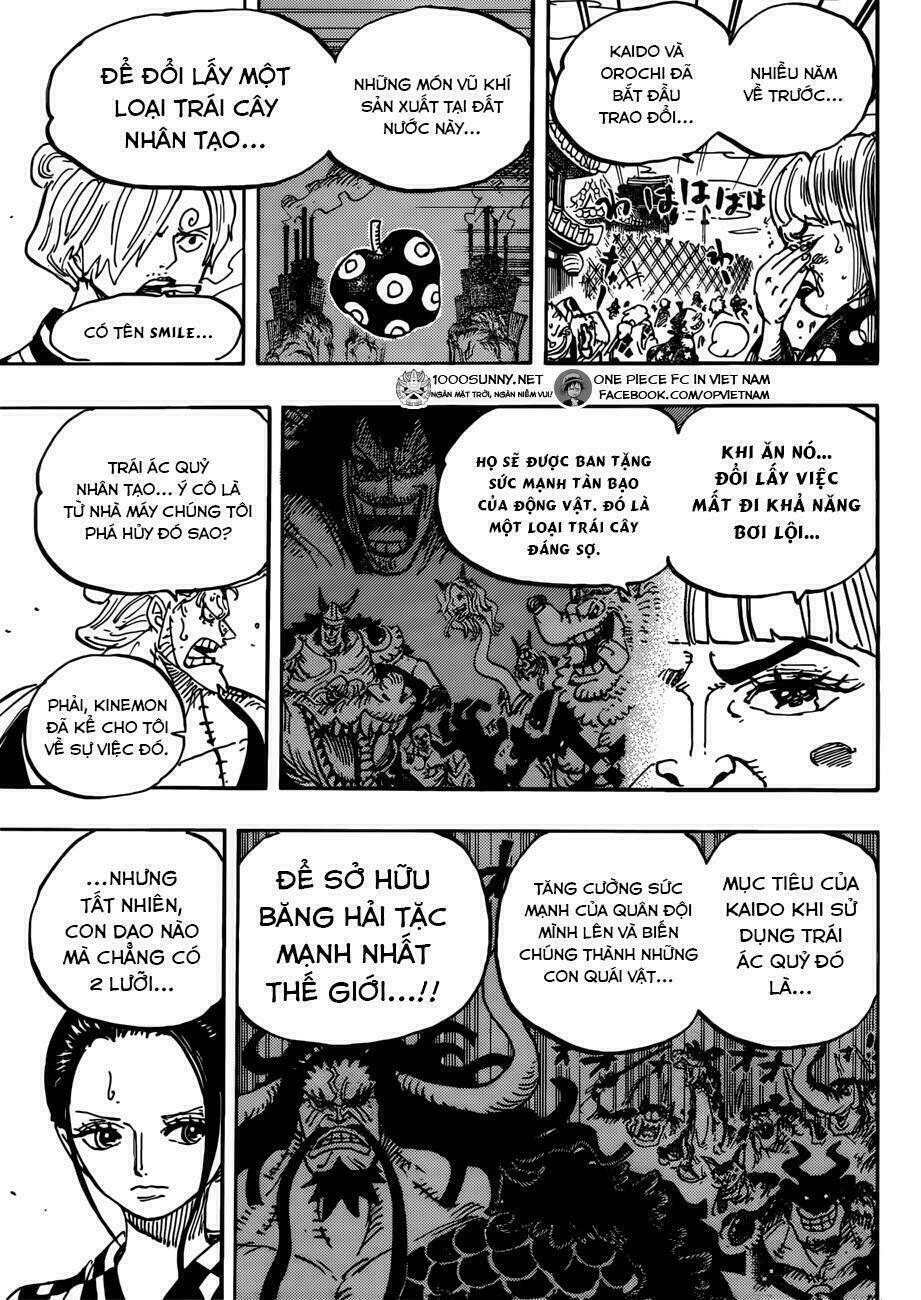 NHIỀU NĂM
VỀ TRƯỚC...
KAIDO VÀ
OROCHI ĐÃ
BẮT ĐẦU
TRAO ĐỔI...
NHỮNG MÓN VŨ KHÍ
SẢN XUẤT TẠI ĐẤT
NƯỚC NÀY...
ĐỂ ĐỔI LẤY MỘT
LOẠI TRÁI CÂY
NHÂN TẠO...
CÓ TÊN SMILE...
わははははは
1000SUNNY.NET
NGÀN MẶT TRỜI, NGÀN NIỀM VUI!
ONE PIECE FC IN VIET NAM
FACEBOOK.COM/OPVIETNAM
KHI ĂN NÓ...
ĐỔI LẤY VIỆC
MẤT ĐI KHẢ NĂNG
BƠI LỘI...
HỌ SẼ ĐƯỢC BAN TẶNG
SỨC MẠNH TÀN BẠO
CỦA ĐỘNG VẬT. ĐÓ LÀ
MỘT LOẠI TRÁI CÂY
ĐÁNG SỢ.
TRÁI ÁC QUỶ
NHÂN TẠO... Ý CÔ LÀ
TỪ NHÀ MÁY CHÚNG TÔI
PHÁ HỦY ĐÓ SAO?
PHẢI, KINEMON
ĐÃ KỂ CHO TÔI
VỀ SỰ VIỆC ĐÓ.
MỤC TIÊU CỦA
KAIDO KHI SỬ
DỤNG TRÁI
ÁC QUỶ ĐÓ
LÀ...
TĂNG CƯỜNG SỨC
MẠNH CỦA QUÂN ĐỘI
MÌNH LÊN VÀ BIẾN
CHÚNG THÀNH NHỮNG
CON QUÁI VẬT...
ĐỂ SỞ HỮU
BĂNG HẢI TẶC
MẠNH NHẤT
THẾ GIỚI...!!
...NHƯNG
TẤT NHIÊN,
CON DAO NÀO
MÀ CHẲNG CÓ
2 LƯỠI...